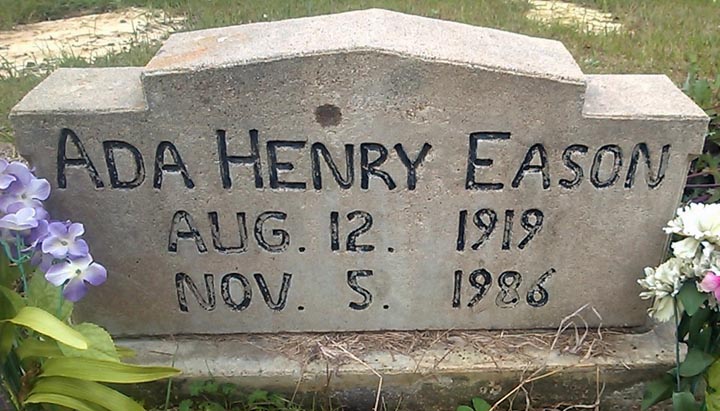 ADA HENRY EASON
AUG. 12. 1919
NOV. 5. 1986